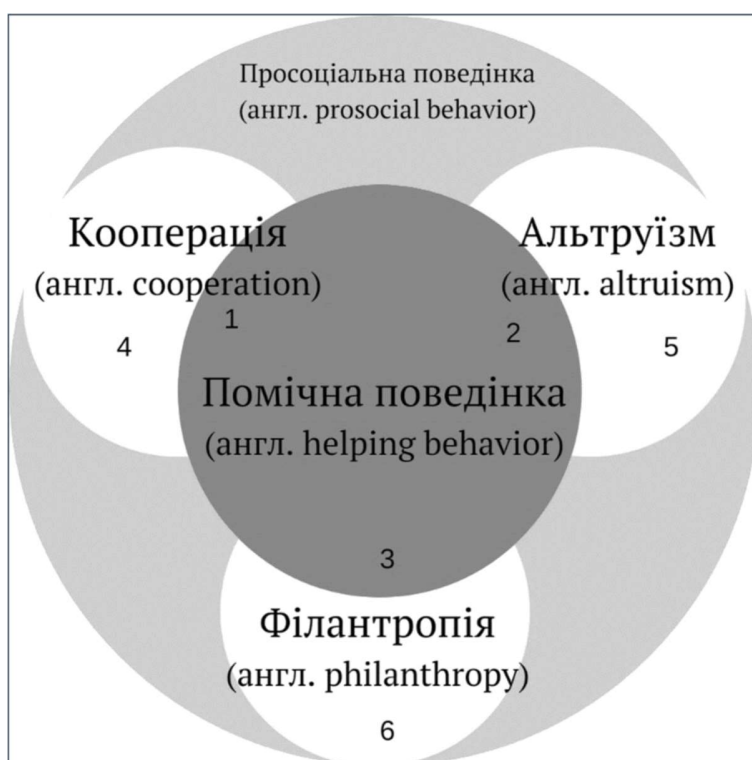 Просоціальна поведінка
(англ. prosocial behavior)
Кооперація
(англ. cooperation)
1
4
Альтруїзм
(англ. altruism)
2
5
Помічна поведінка
(англ. helping behavior)
3
Філантропія
(англ. philanthropy)
6